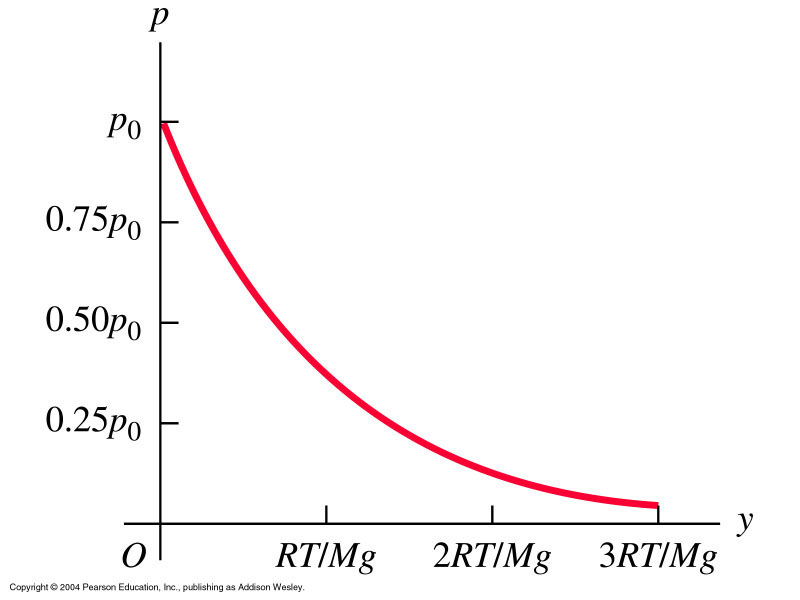 p
p₀
0.75p₀
0.50p₀
0.25p₀
y
O RT/Mg 2RT/Mg 3RT/Mg
Copyright © 2004 Pearson Education, Inc., publishing as Addison Wesley.